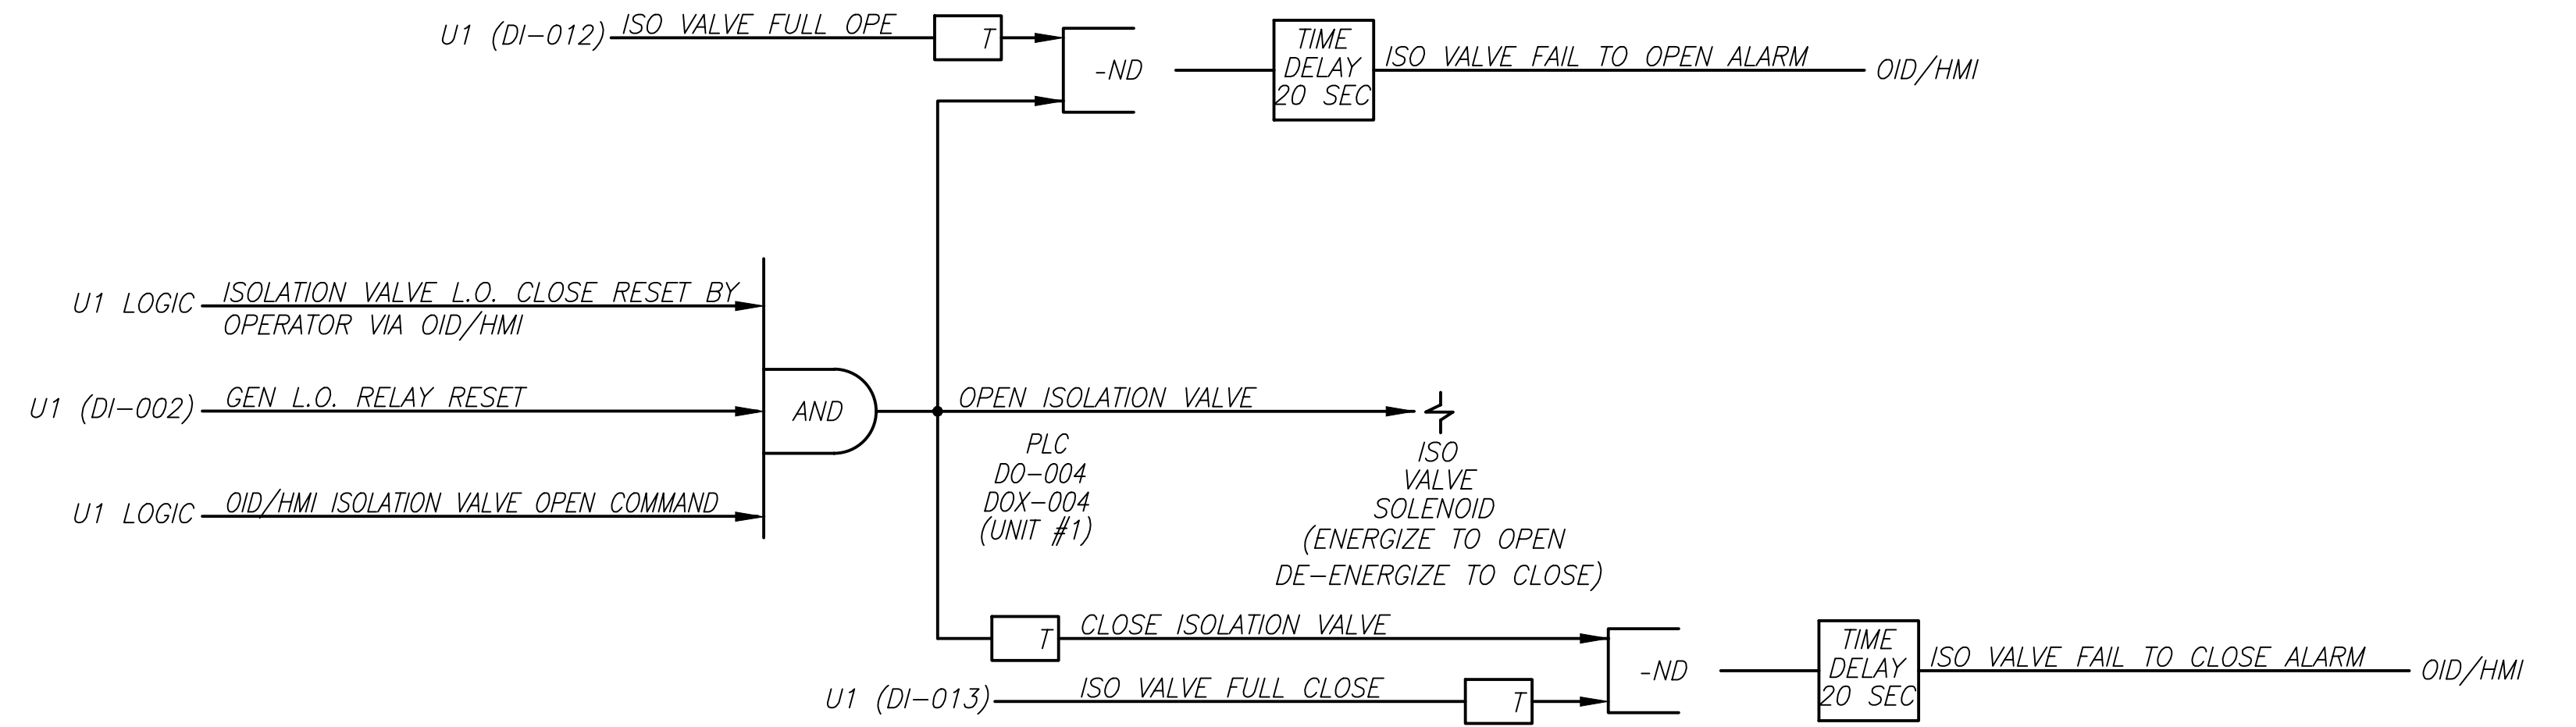 U1 (DI-012) ISO VALVE FULL OPE T
-ND
TIME
DELAY
20 SEC
ISO VALVE FAIL TO OPEN ALARM OID/HMI
U1 LOGIC ISOLATION VALVE L.O. CLOSE RESET BY
OPERATOR VIA OID/HMI
U1 (DI-002) GEN L.O. RELAY RESET
AND
OPEN ISOLATION VALVE
U1 LOGIC OID/HMI ISOLATION VALVE OPEN COMMAND
PLC
DO-004
DOX-004
(UNIT #1)
ISO
VALVE
SOLENOID
(ENERGIZE TO OPEN
DE-ENERGIZE TO CLOSE)
T CLOSE ISOLATION VALVE
U1 (DI-013) ISO VALVE FULL CLOSE T
-ND
TIME
DELAY
20 SEC
ISO VALVE FAIL TO CLOSE ALARM OID/HMI